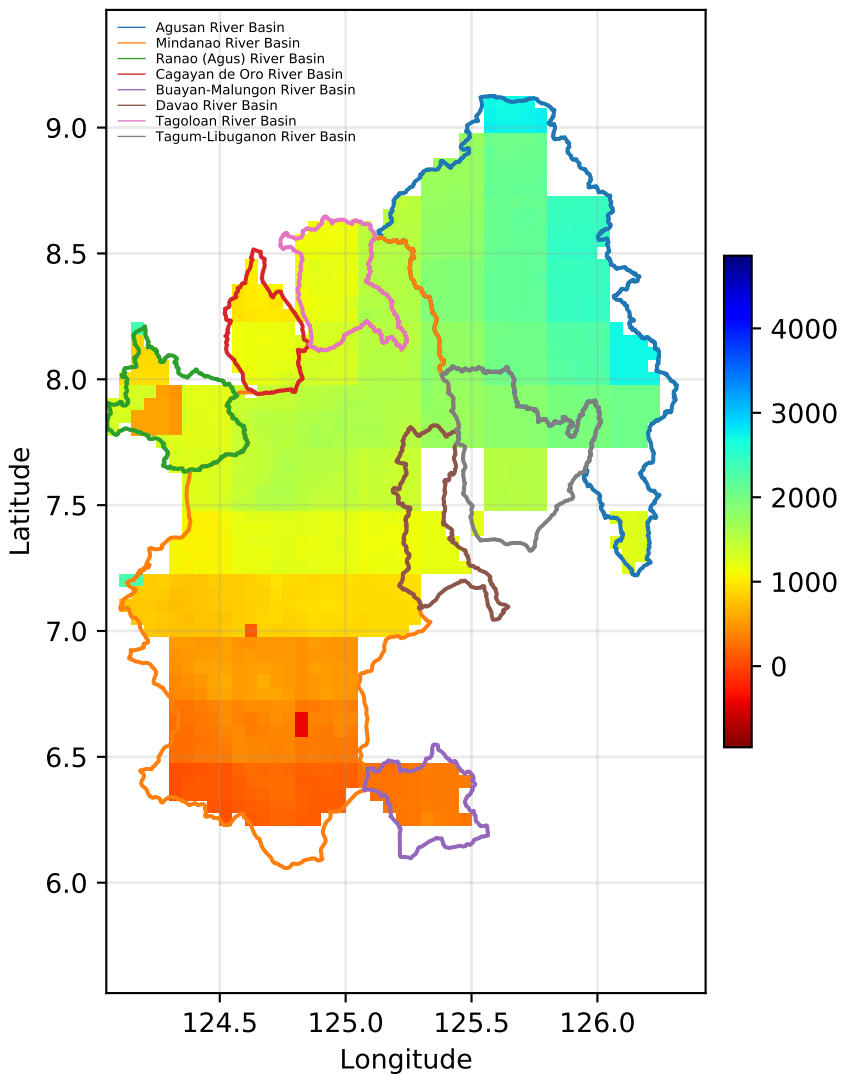 Agusan River Basin
Mindanao River Basin
Ranao (Agus) River Basin
Cagayan de Oro River Basin
Buayan-Malungon River Basin
Davao River Basin
Tagoloan River Basin
Tagum-Libuganon River Basin
9.0
8.5
8.0
7.5
7.0
6.5
6.0
Latitude
124.5 125.0 125.5 126.0
Longitude
4000
3000
2000
1000
0